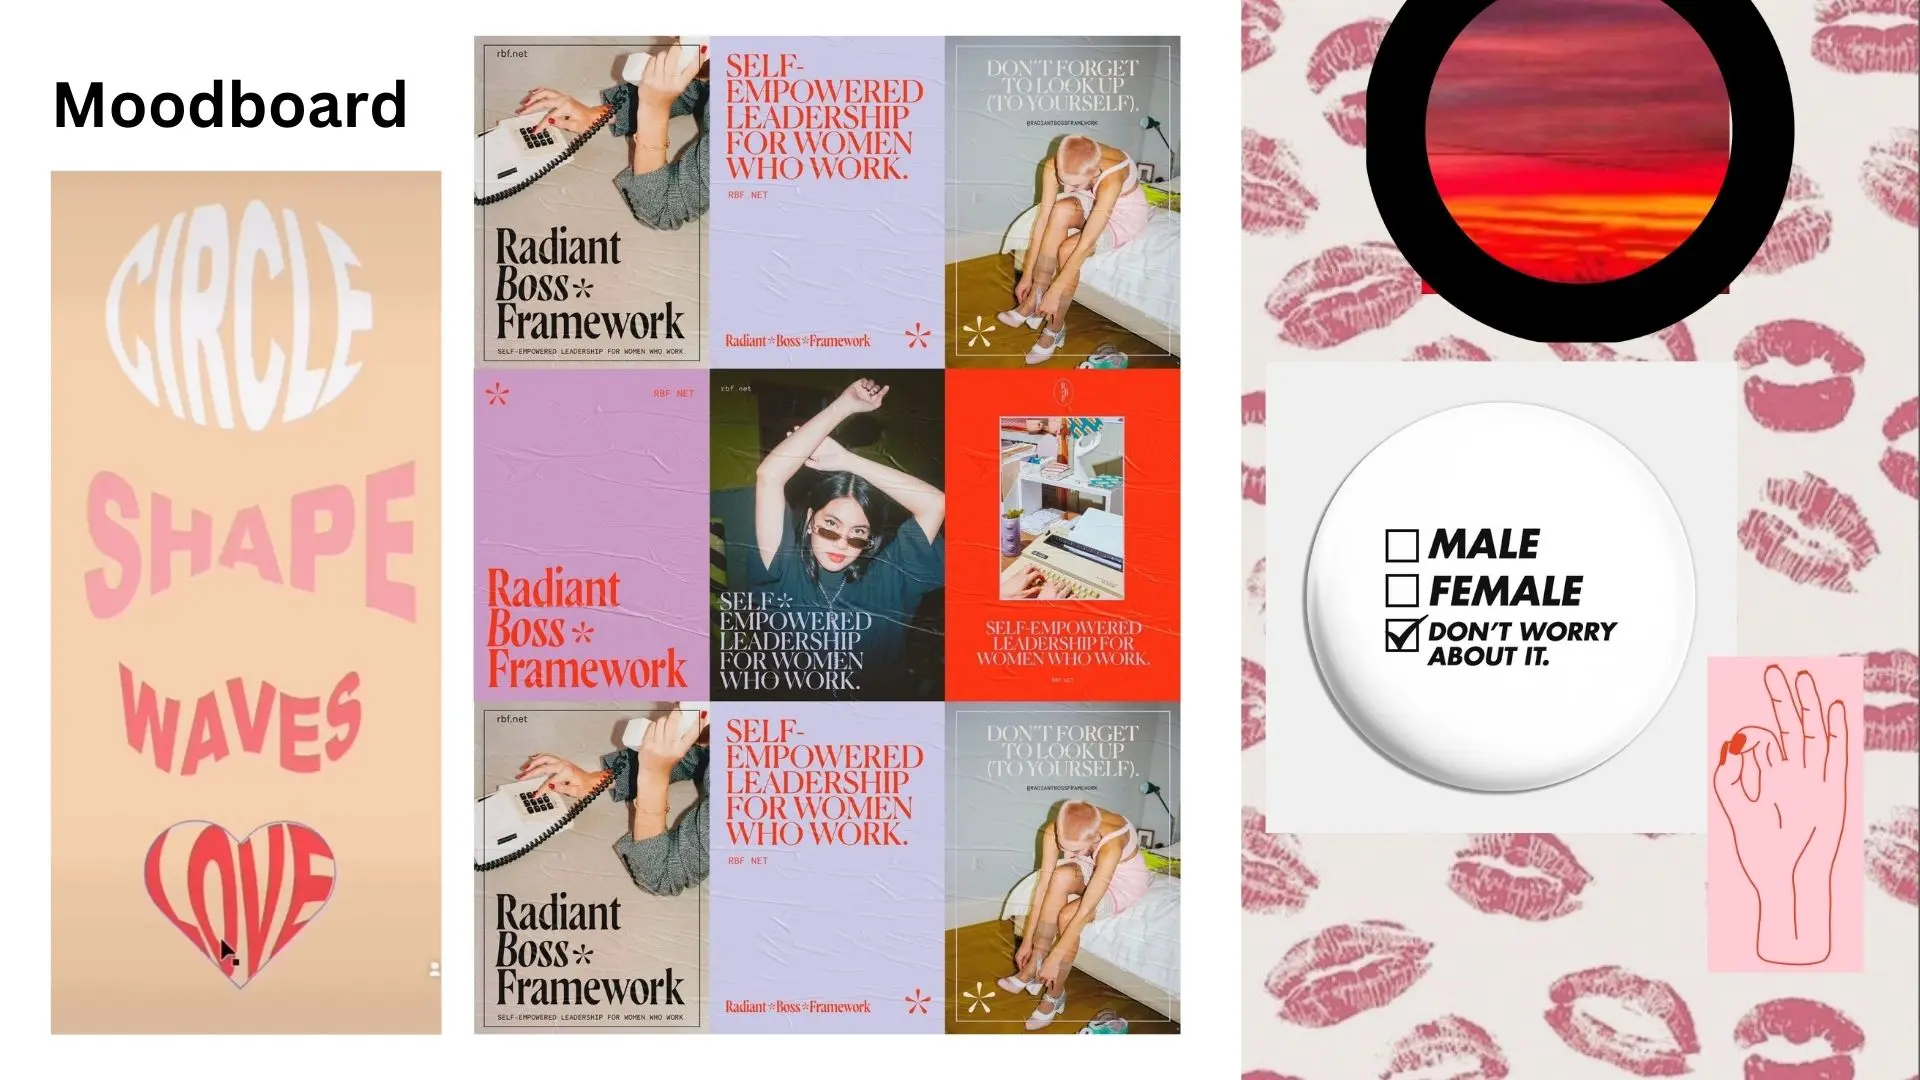 Moodboard
CIRCLE
SHAPE
WAVES
LOVE
rbf.net
Radiant
Boss*
Framework
SELF-EMPOWERED LEADERSHIP FOR WOMEN WHO WORK
SELF-
EMPOWERED
LEADERSHIP
FOR WOMEN
WHO WORK.
RBF NET
Radiant*Boss*Framework
DON'T FORGET
TO LOOK UP
(TO YOURSELF).
@RADIANTBOSSFRAMEWORK
RBF NET
Radiant
Boss*
Framework
rbf.net
SELF*
EMPOWERED
LEADERSHIP
FOR WOMEN
WHO WORK.
SELF-EMPOWERED
LEADERSHIP FOR
WOMEN WHO WORK.
RBF NET
rbf.net
Radiant
Boss*
Framework
SELF-EMPOWERED LEADERSHIP FOR WOMEN WHO WORK
SELF-
EMPOWERED
LEADERSHIP
FOR WOMEN
WHO WORK.
RBF NET
Radiant*Boss*Framework
DON'T FORGET
TO LOOK UP
(TO YOURSELF).
@RADIANTBOSSFRAMEWORK
MALE
FEMALE
DON'T WORRY
ABOUT IT.